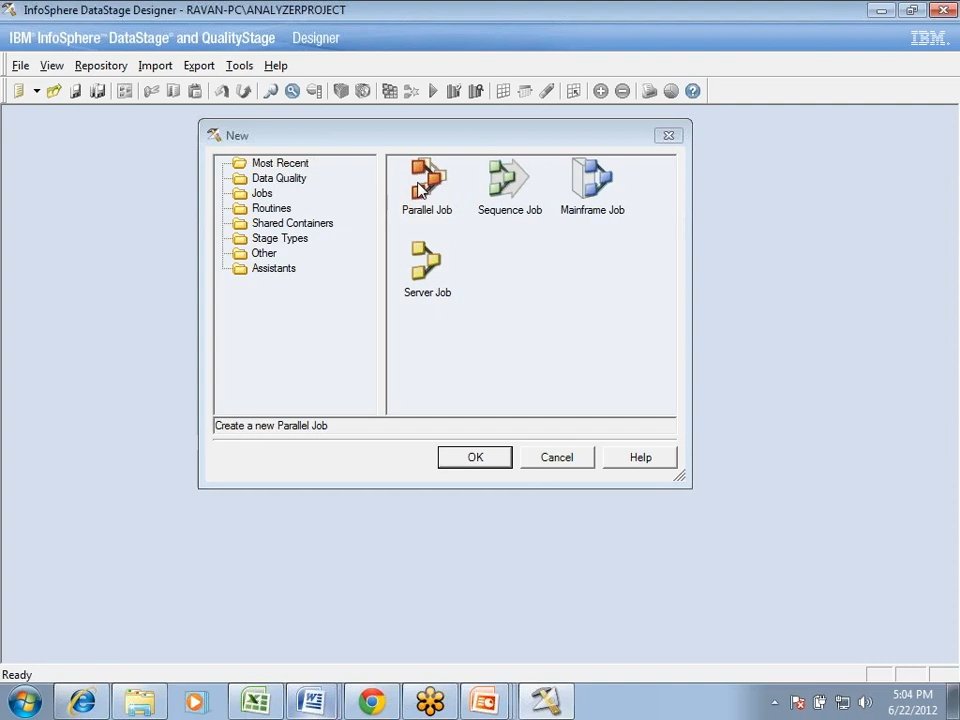 InfoSphere DataStage Designer - RAVAN-PC\ANALYZERPROJECT
IBM® InfoSphere™ DataStage® and QualityStage Designer
IBM.
File View Repository Import Export Tools Help
New
Most Recent
Data Quality
Jobs
Routines
Shared Containers
Stage Types
Other
Assistants
Parallel Job
Sequence Job
Mainframe Job
Server Job
Create a new Parallel Job
OK
Cancel
Help
Ready
5:04 PM
6/22/2012